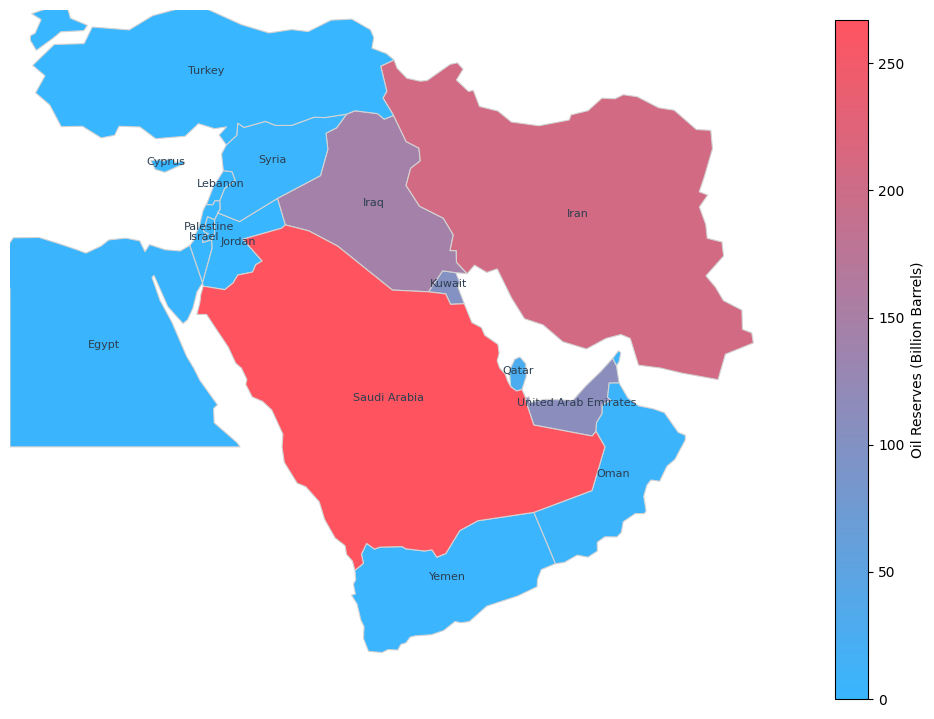 Turkey
Cyprus
Syria
Lebanon
Iraq
Iran
Palestine
Israel
Jordan
Kuwait
Egypt
Qatar
Saudi Arabia
United Arab Emirates
Oman
Yemen
250
200
150
100
50
0
Oil Reserves (Billion Barrels)